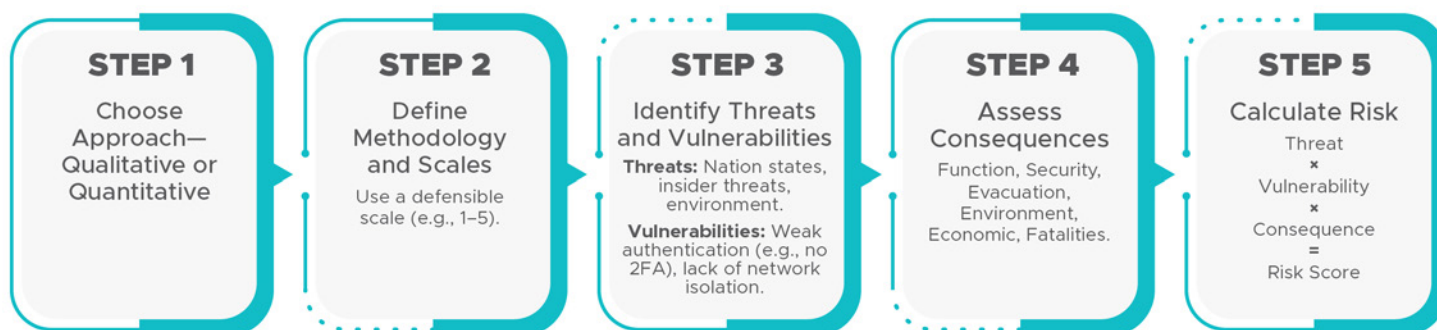 STEP 1
Choose
Approach—
Qualitative or
Quantitative
STEP 2
Define
Methodology
and Scales
Use a defensible
scale (e.g., 1–5).
STEP 3
Identify Threats
and Vulnerabilities
Threats: Nation states,
insider threats,
environment.
Vulnerabilities: Weak
authentication (e.g., no
2FA), lack of network
isolation.
STEP 4
Assess
Consequences
Function, Security,
Evacuation,
Environment,
Economic, Fatalities.
STEP 5
Calculate Risk
Threat
×
Vulnerability
×
Consequence
=
Risk Score